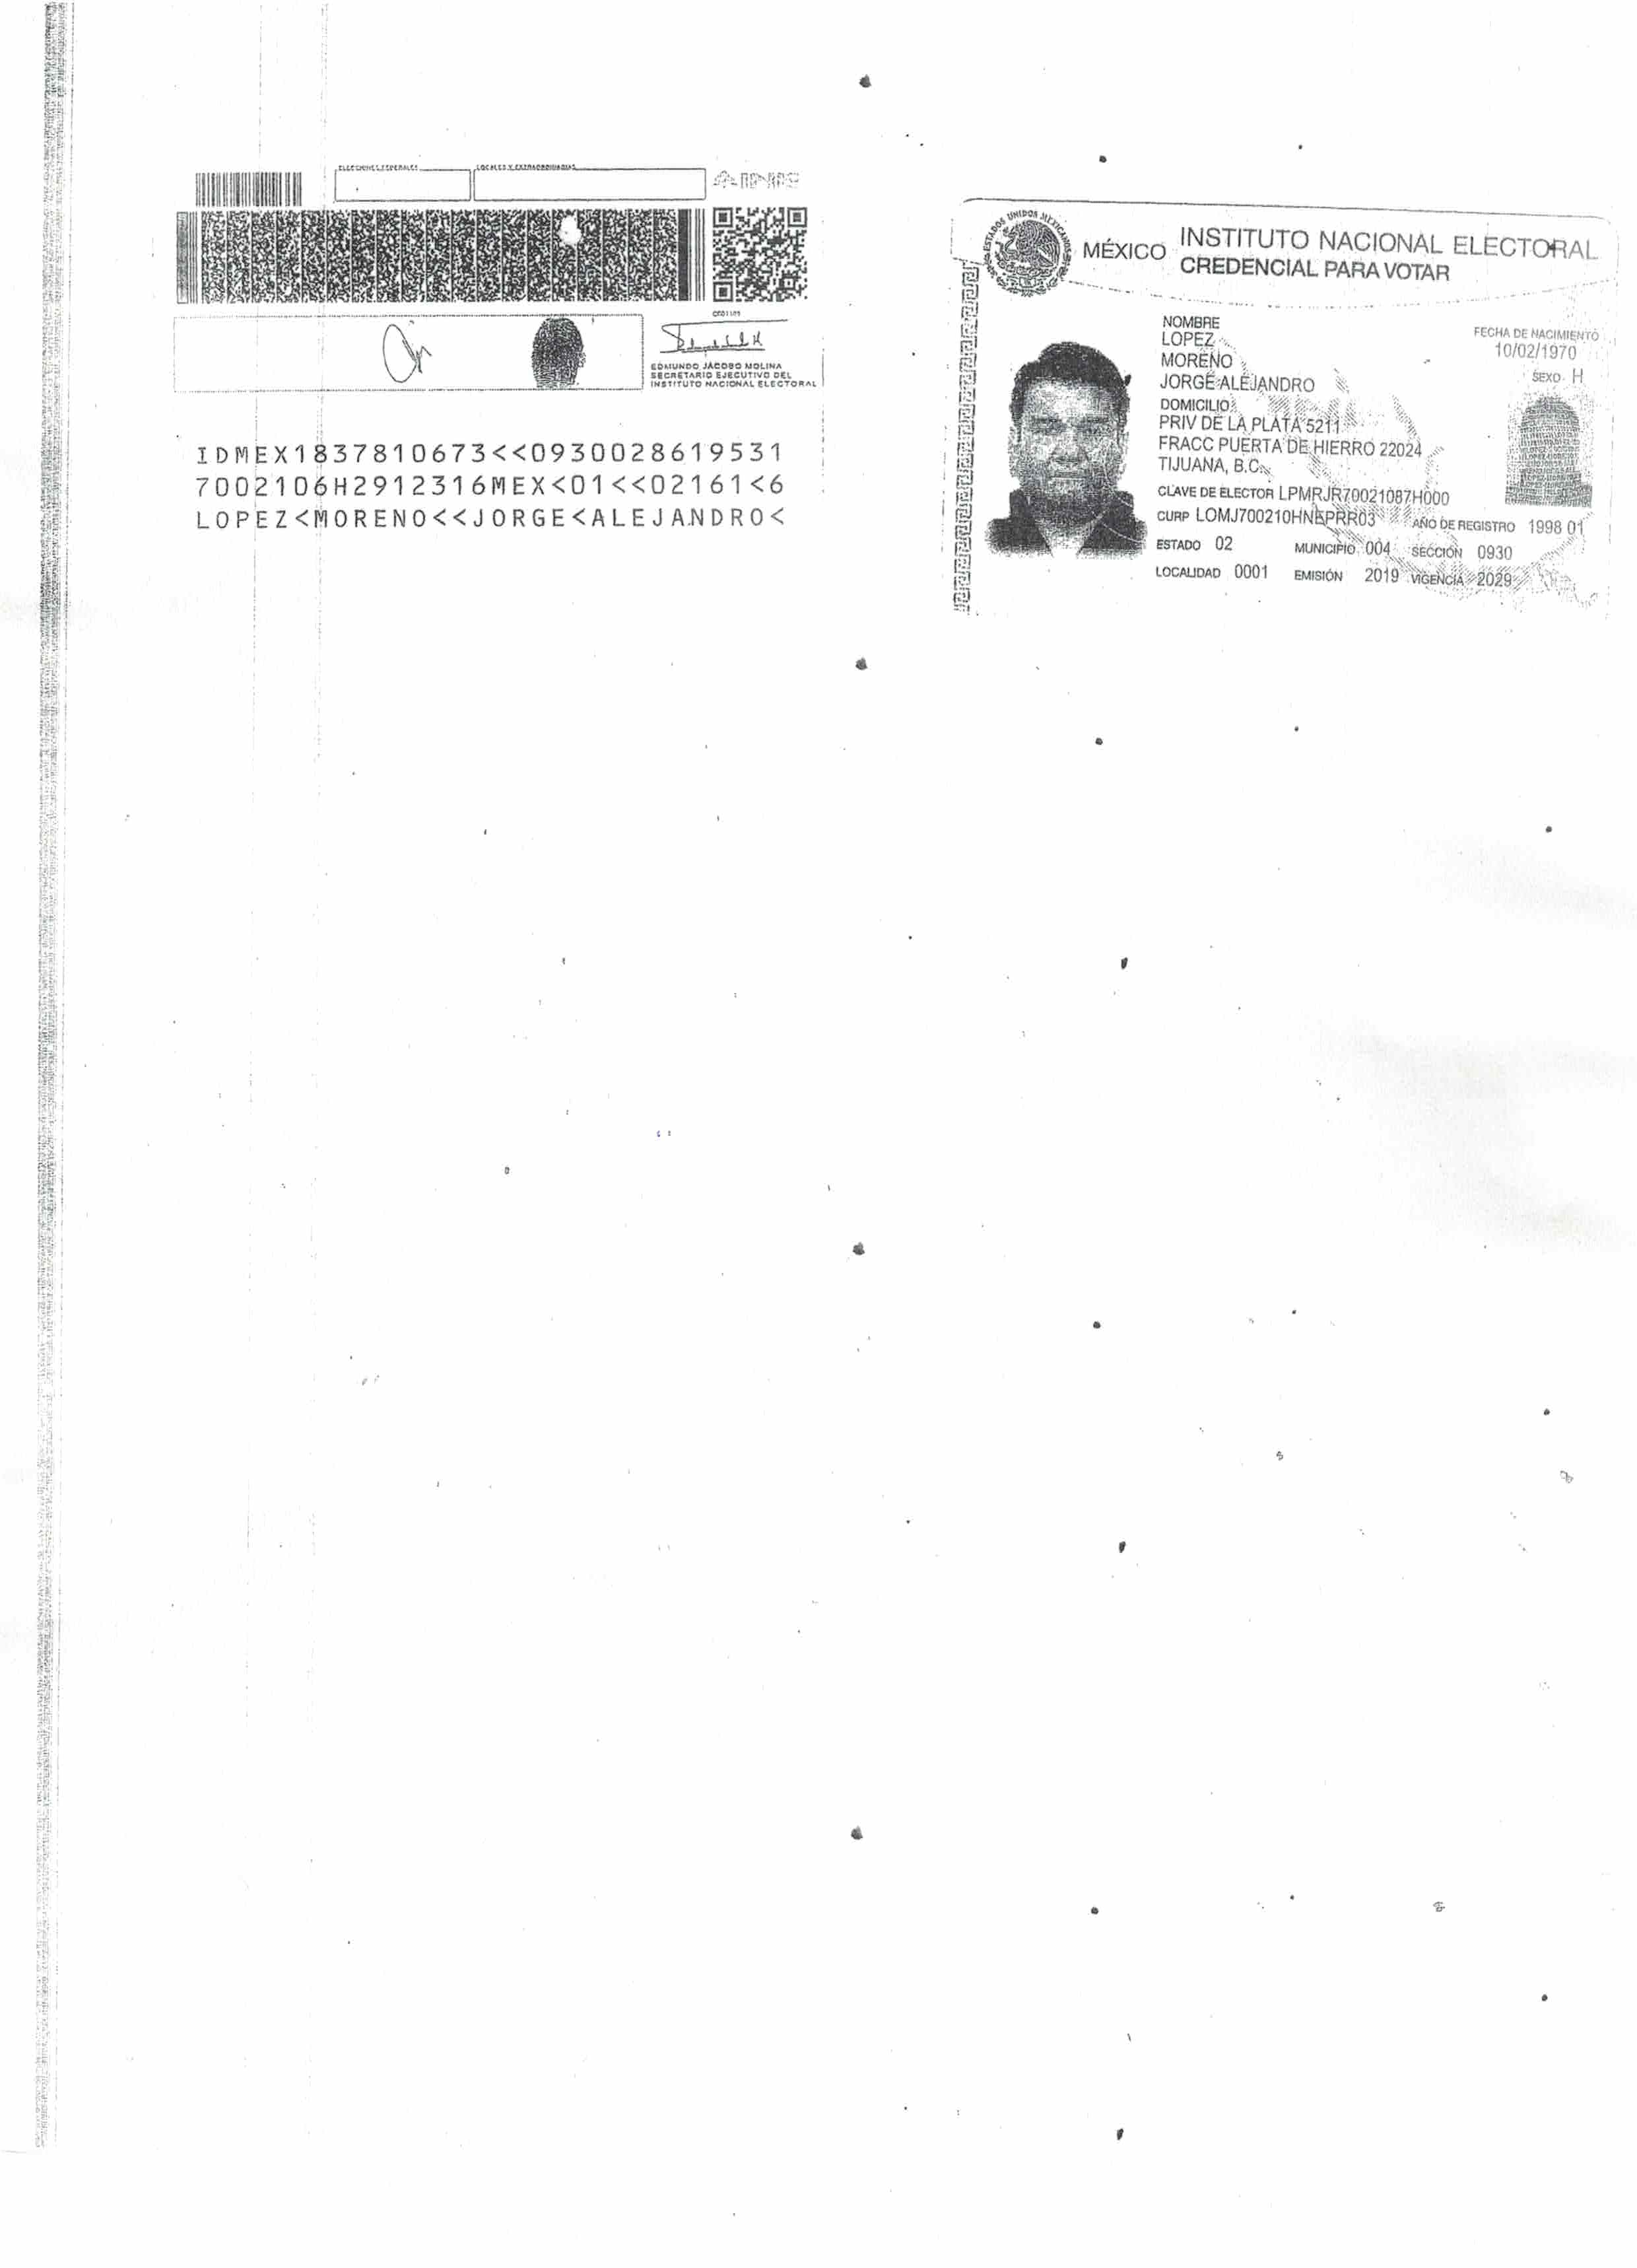 ELECCIONES FEDERALES
LOCALES Y EXTRAORDINARIAS
INE
EDMUNDO JACOBO MOLINA
SECRETARIO EJECUTIVO DEL
INSTITUTO NACIONAL ELECTORAL
IDMEX1837810673<<0930028619531
7002106H2912316MEX<01<<02161<6
LOPEZ<MORENO<<JORGE<ALEJANDRO<
ESTADOS UNIDOS MEXICANOS
MÉXICO
INSTITUTO NACIONAL ELECTORAL
CREDENCIAL PARA VOTAR
NOMBRE
LOPEZ
MORENO
JORGE ALEJANDRO
FECHA DE NACIMIENTO
10/02/1970
SEXO H
DOMICILIO
PRIV DE LA PLATA 5211
FRACC PUERTA DE HIERRO 22024
TIJUANA, B.C.
CLAVE DE ELECTOR LPMRJR70021087H000
CURP LOMJ700210HNEPRR03 AÑO DE REGISTRO 1998 01
ESTADO 02 MUNICIPIO 004 SECCIÓN 0930
LOCALIDAD 0001 EMISIÓN 2019 VIGENCIA 2029